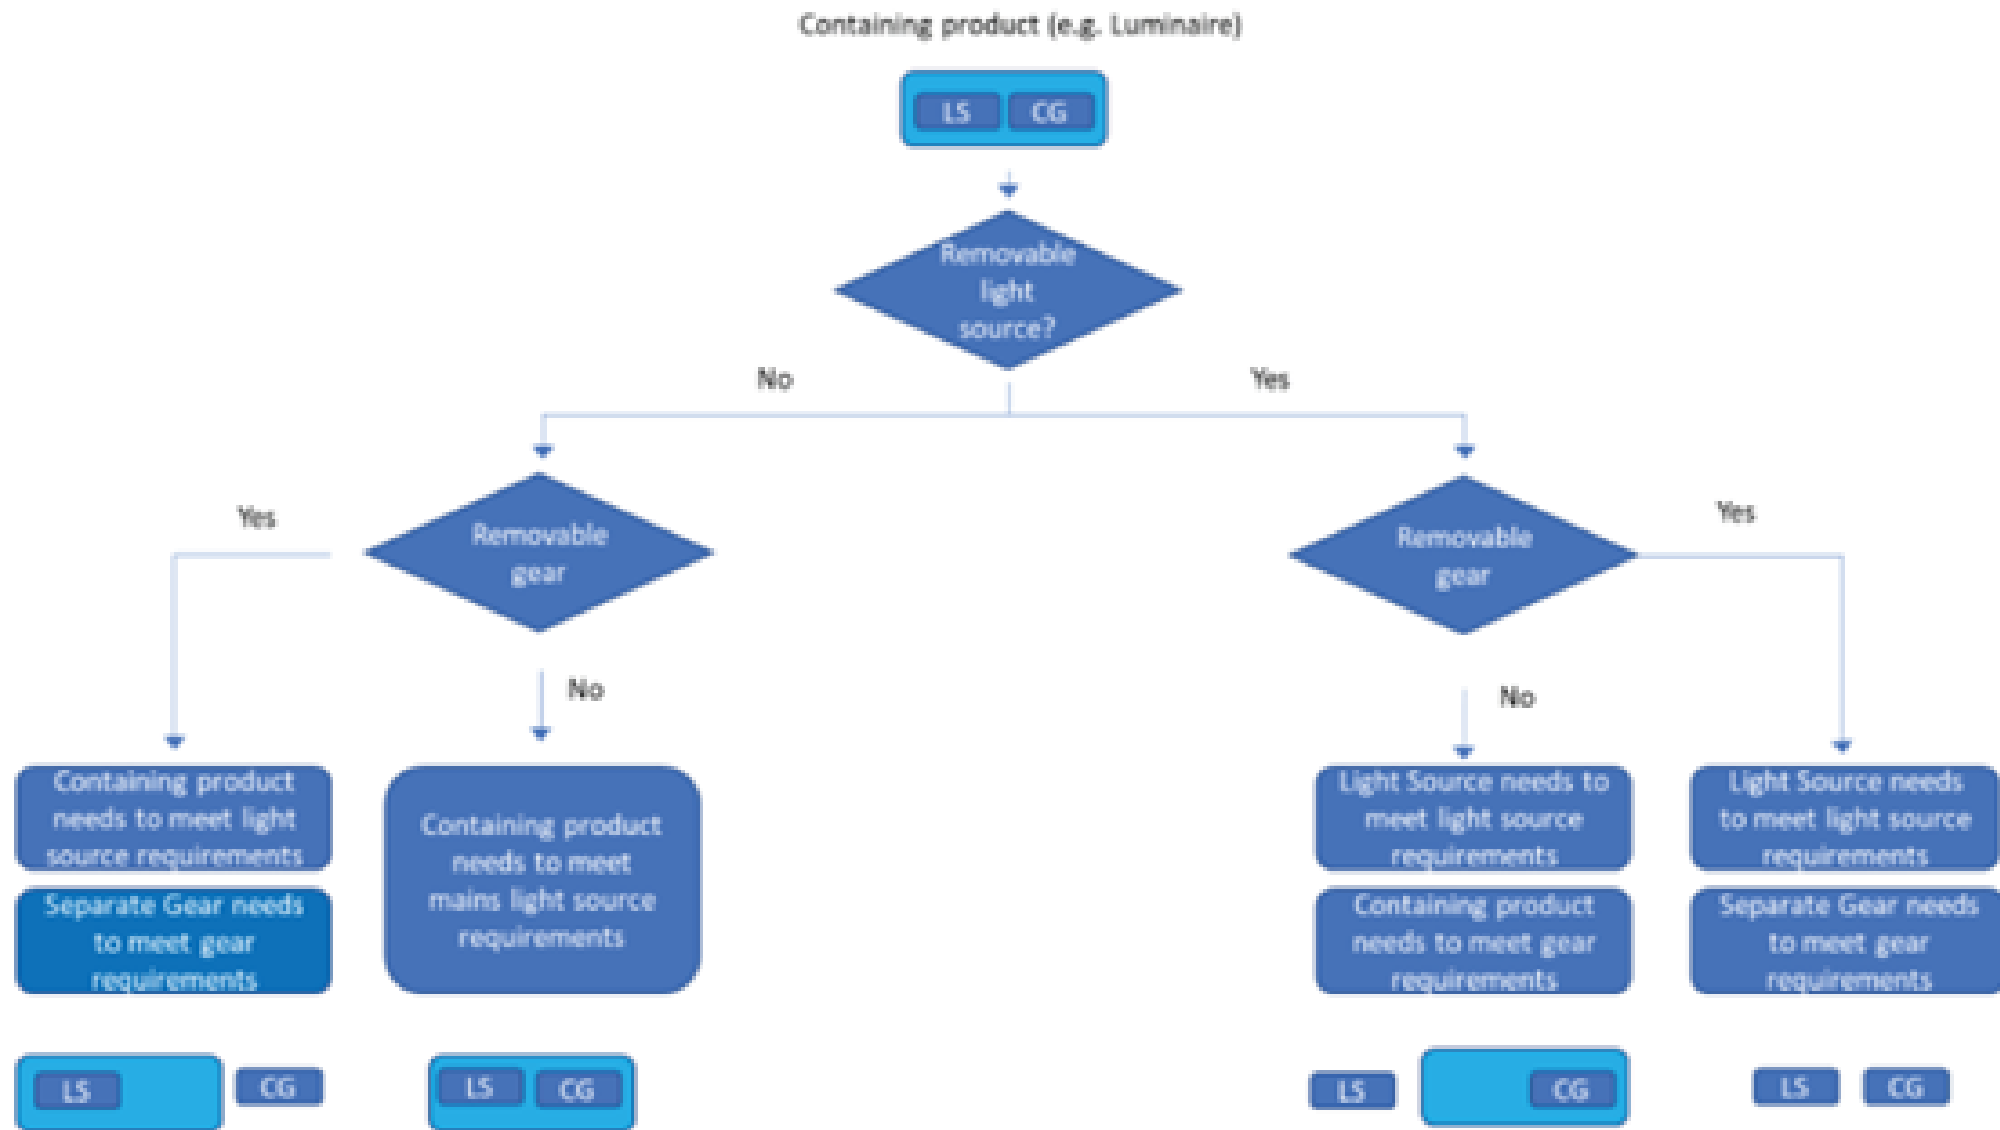 Containing product (e.g. Luminaire)
LS
CG
Removable
light
source?
No
Yes
Yes
Removable
gear
Removable
gear
Yes
No
No
Containing product
needs to meet light
source requirements
Separate Gear needs
to meet gear
requirements
Containing product
needs to meet
mains light source
requirements
Light Source needs to
meet light source
requirements
Containing product
needs to meet gear
requirements
Light Source needs
to meet light source
requirements
Separate Gear needs
to meet gear
requirements
LS
CG
LS
CG
LS
CG
LS
CG